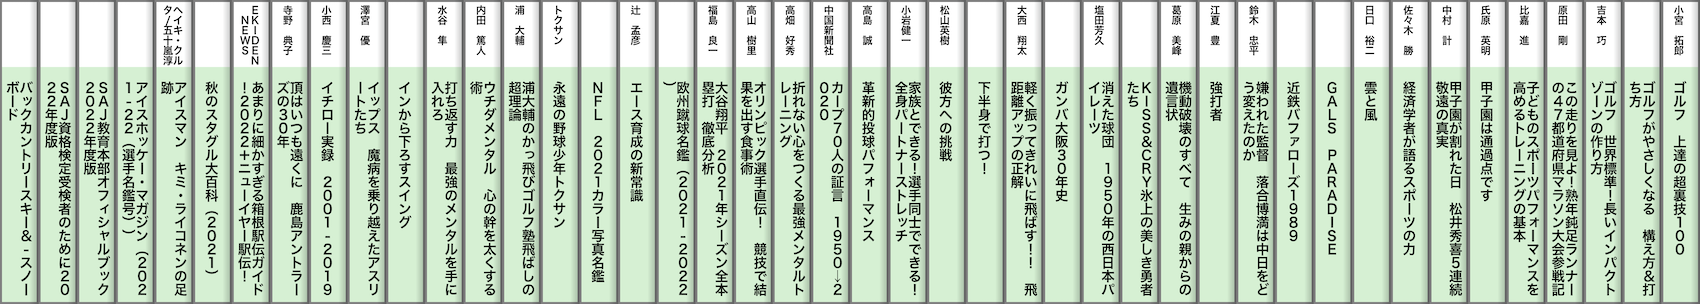 小宮 拓郎
ゴルフ 上達の超裏技100
ゴルフがやさしくなる 構え方&打
ち方
吉本 巧
ゴルフ 世界標準!長いインパクト
ゾーンの作り方
原田 剛
この走りを見よ!熟年鈍足ランナー
の47都道府県マラソン大会参戦記
比嘉 進
子どものスポーツパフォーマンスを
高めるトレーニングの基本
氏原 英明
甲子園は通過点です
中村 計
甲子園が割れた日 松井秀喜5連続
敬遠の真実
佐々木 勝
経済学者が語るスポーツの力
日口 裕二
雲と風
GALS PARADISE
近鉄バファローズ1989
鈴木 忠平
嫌われた監督 落合博満は中日をど
う変えたのか
江夏 豊
強打者
葛原 美峰
機動破壊のすべて 生みの親からの
遺言状
KISS&CRY氷上の美しき勇者
たち
塩田芳久
消えた球団 1950年の西日本パ
イレーツ
ガンバ大阪30年史
大西 翔太
軽く振ってきれいに飛ばす!! 飛
距離アップの正解
下半身で打つ!
松山英樹
彼方への挑戦
小岩健一
家族とできる!選手同士でできる!
全身パートナーストレッチ
高島 誠
革新的投球パフォーマンス
中国新聞社
カープ70人の証言 1950→2
020
高畑 好秀
折れない心をつくる最強メンタルト
レーニング
高山 樹里
オリンピック選手直伝! 競技で結
果を出す食事術
福島 良一
大谷翔平 2021年シーズン全本
塁打 徹底分析
欧州蹴球名鑑(2021-2022
)
辻 孟彦
エース育成の新常識
NFL 2021カラー写真名鑑
トクサン
永遠の野球少年トクサン
浦 大輔
浦大輔のかっ飛びゴルフ塾飛ばしの
超理論
内田 篤人
ウチダメンタル 心の幹を太くする
術
水谷 隼
打ち返す力 最強のメンタルを手に
入れろ
インから下ろすスイング
澤宮 優
イップス 魔病を乗り越えたアスリ
ートたち
小西 慶三
イチロー実録 2001-2019
寺野 典子
頂はいつも遠くに 鹿島アントラー
ズの30年
EKIDEN
NEWS
あまりに細かすぎる箱根駅伝ガイド
!2022+ニューイヤー駅伝!
秋のスタグル大百科(2021)
ヘイキ・クル
タ/五十嵐淳
アイスマン キミ・ライコネンの足
跡
アイスホッケー・マガジン(202
1-22(選手名鑑号))
SAJ教育本部オフィシャルブック
2022年度版
SAJ資格検定受検者のために20
22年度版
バックカントリースキー&-スノー
ボード